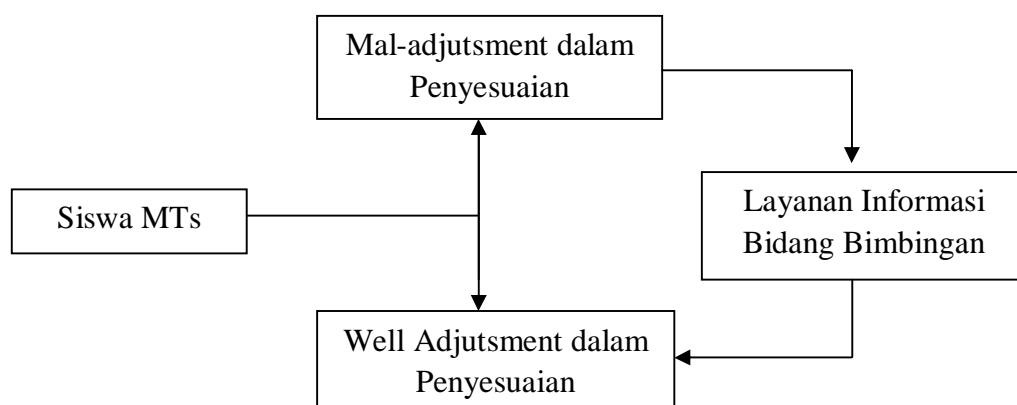 Mal-adjutsment dalam
Penyesuaian
Siswa MTs
Layanan Informasi
Bidang Bimbingan
Well Adjutsment dalam
Penyesuaian